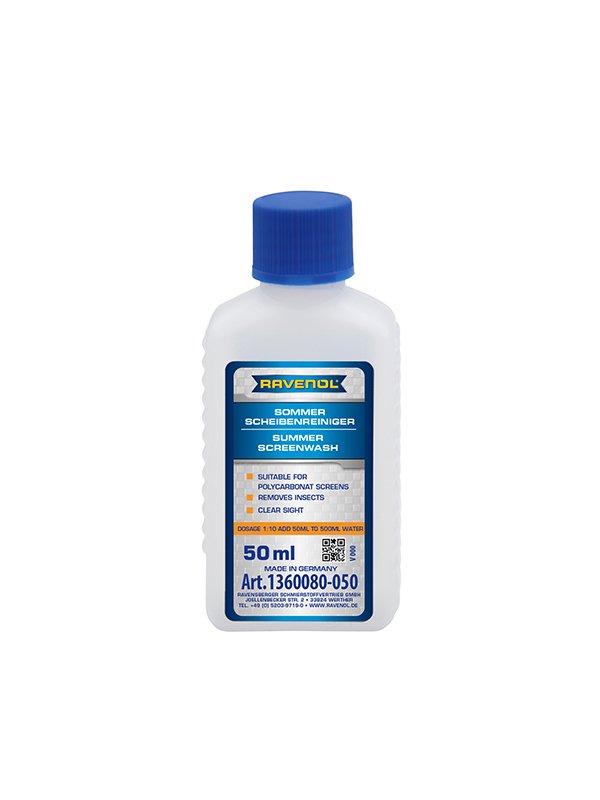 RAVENOL®
SOMMER
SCHEIBENREINIGER
SUMMER
SCREENWASH
SUITABLE FOR
POLYCARBONAT SCREENS
REMOVES INSECTS
CLEAR SIGHT
DOSAGE 1:10 ADD 50ML TO 500ML WATER
50 ml
V 000
MADE IN GERMANY
Art.1360080-050
RAVENSBERGER SCHMIERSTOFFVERTRIEB GMBH
JOELLENBECKER STR. 2 • 33824 WERTHER
TEL. +49 (0) 5203-9719-0 • WWW.RAVENOL.DE